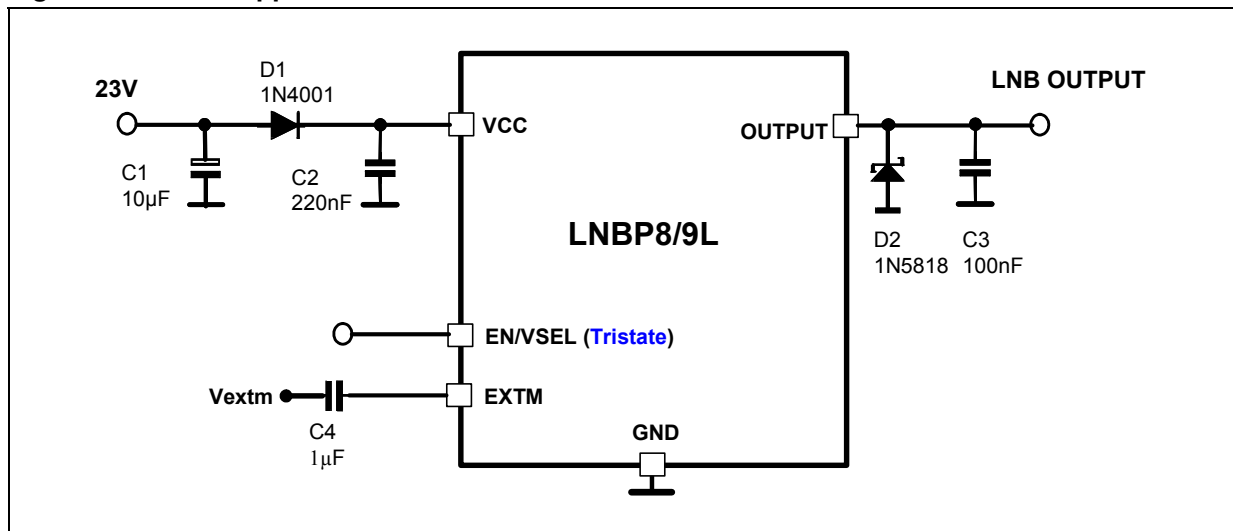 23V
D1
1N4001
C1
10µF
C2
220nF
VCC
OUTPUT
LNB OUTPUT
LNBP8/9L
D2
1N5818
C3
100nF
EN/VSEL (Tristate)
Vextm
C4
1µF
EXTM
GND